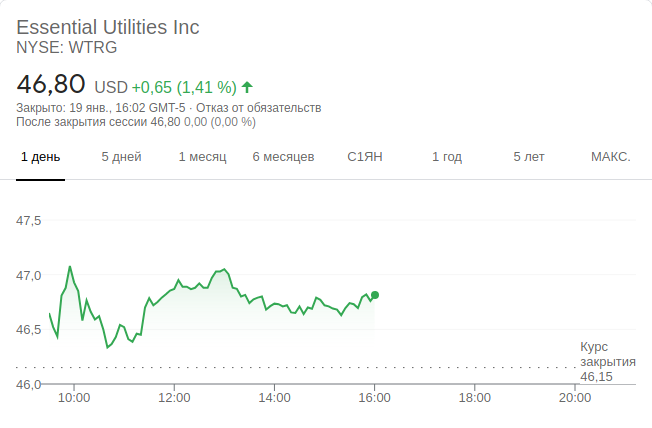 Essential Utilities Inc
NYSE: WTRG
46,80 USD +0,65 (1,41 %)
Закрыто: 19 янв., 16:02 GMT-5 · Отказ от обязательств
После закрытия сессии 46,80 0,00 (0,00 %)
1 день 5 дней 1 месяц 6 месяцев С1ЯН 1 год 5 лет МАКС.
47,5
47,0
46,5
Курс
закрытия
46,15
46,0
10:00 12:00 14:00 16:00 18:00 20:00